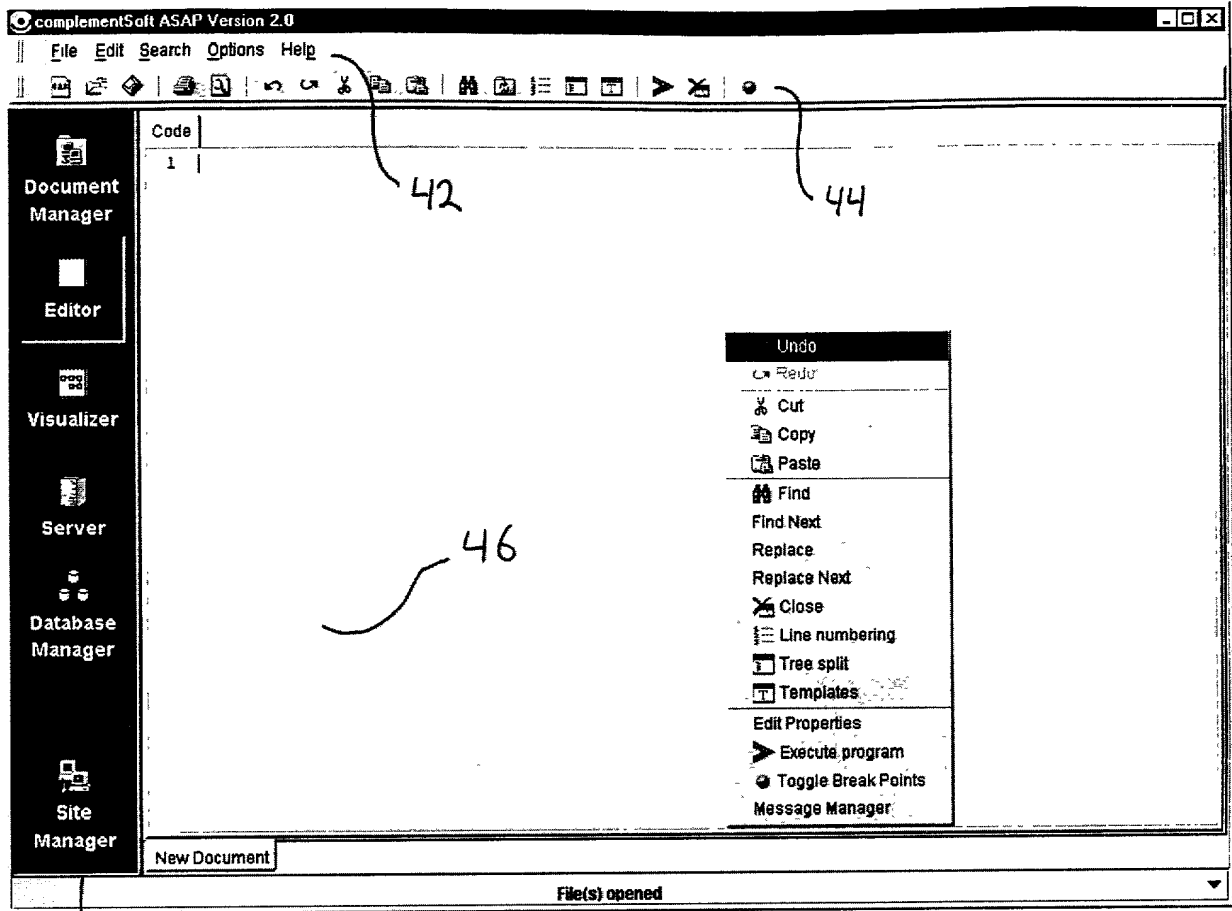 complementSoft ASAP Version 2.0
File Edit Search Options Help
Code
1
42
44
Document
Manager
Editor
Visualizer
Server
Database
Manager
Site
Manager
46
Undo
Redo
Cut
Copy
Paste
Find
Find Next
Replace
Replace Next
Close
Line numbering
Tree split
Templates
Edit Properties
Execute program
Toggle Break Points
Message Manager
New Document
File(s) opened